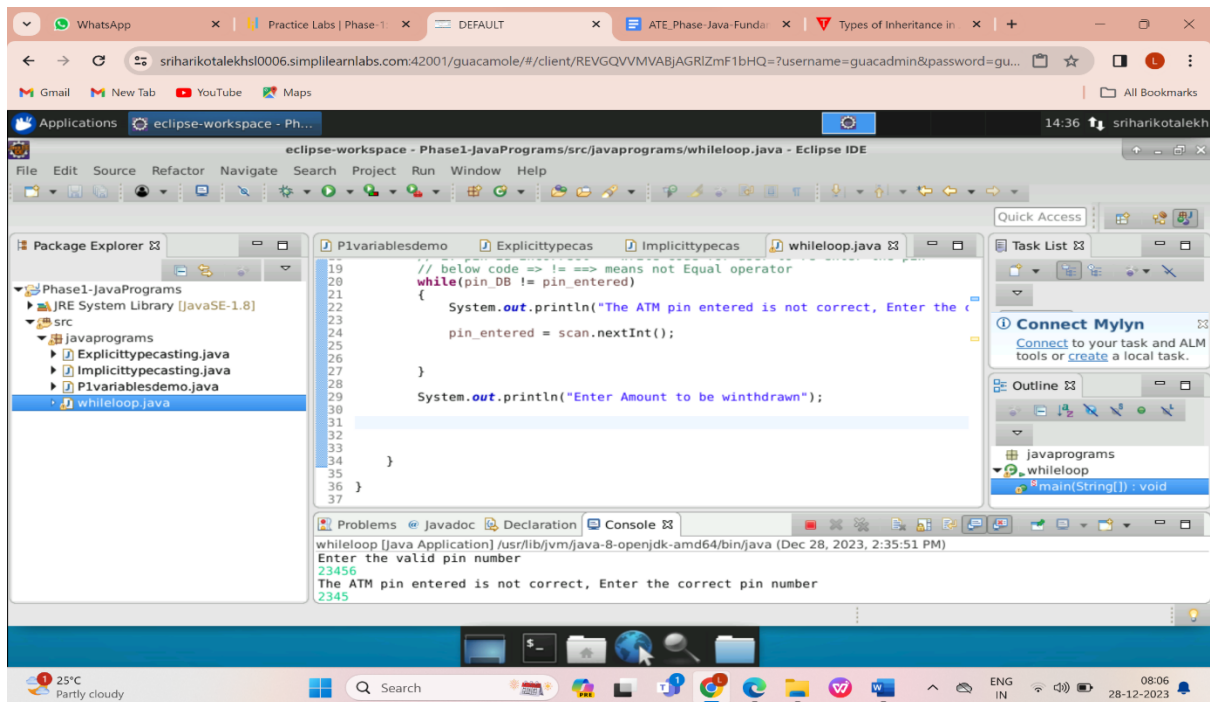 WhatsApp
Practice Labs | Phase-1:
DEFAULT
ATE_Phase-Java-Fundar
Types of Inheritance in
sriharikotalekhsl0006.simplilearnlabs.com:42001/guacamole/#/client/REVGQVVMVABjAGRlZmF1bHQ=?username=guacadmin&password=gu...
L
Gmail
New Tab
YouTube
Maps
All Bookmarks
Applications
eclipse-workspace - Ph...
14:36
sriharikotalekh
eclipse-workspace - Phase1-JavaPrograms/src/javaprograms/whileloop.java - Eclipse IDE
File Edit Source Refactor Navigate Search Project Run Window Help
Quick Access
Package Explorer
Phase1-JavaPrograms
JRE System Library [JavaSE-1.8]
src
javaprograms
Explicittypecasting.java
Implicittypecasting.java
P1variablesdemo.java
whileloop.java
P1variablesdemo
Explicittypecas
Implicittypecas
whileloop.java
19 // below code => != ==> means not Equal operator
20 while(pin_DB != pin_entered)
21 {
22 System.out.println("The ATM pin entered is not correct, Enter the c
23
24 pin_entered = scan.nextInt();
25
26
27 }
28
29 System.out.println("Enter Amount to be winthdrawn");
30
31
32
33
34 }
35
36 }
37
Task List
Connect Mylyn
Connect to your task and ALM
tools or create a local task.
Outline
javaprograms
whileloop
main(String[]) : void
Problems
Javadoc
Declaration
Console
whileloop [Java Application] /usr/lib/jvm/java-8-openjdk-amd64/bin/java (Dec 28, 2023, 2:35:51 PM)
Enter the valid pin number
23456
The ATM pin entered is not correct, Enter the correct pin number
2345
1
25°C
Partly cloudy
Search
PRE
ENG
IN
08:06
28-12-2023